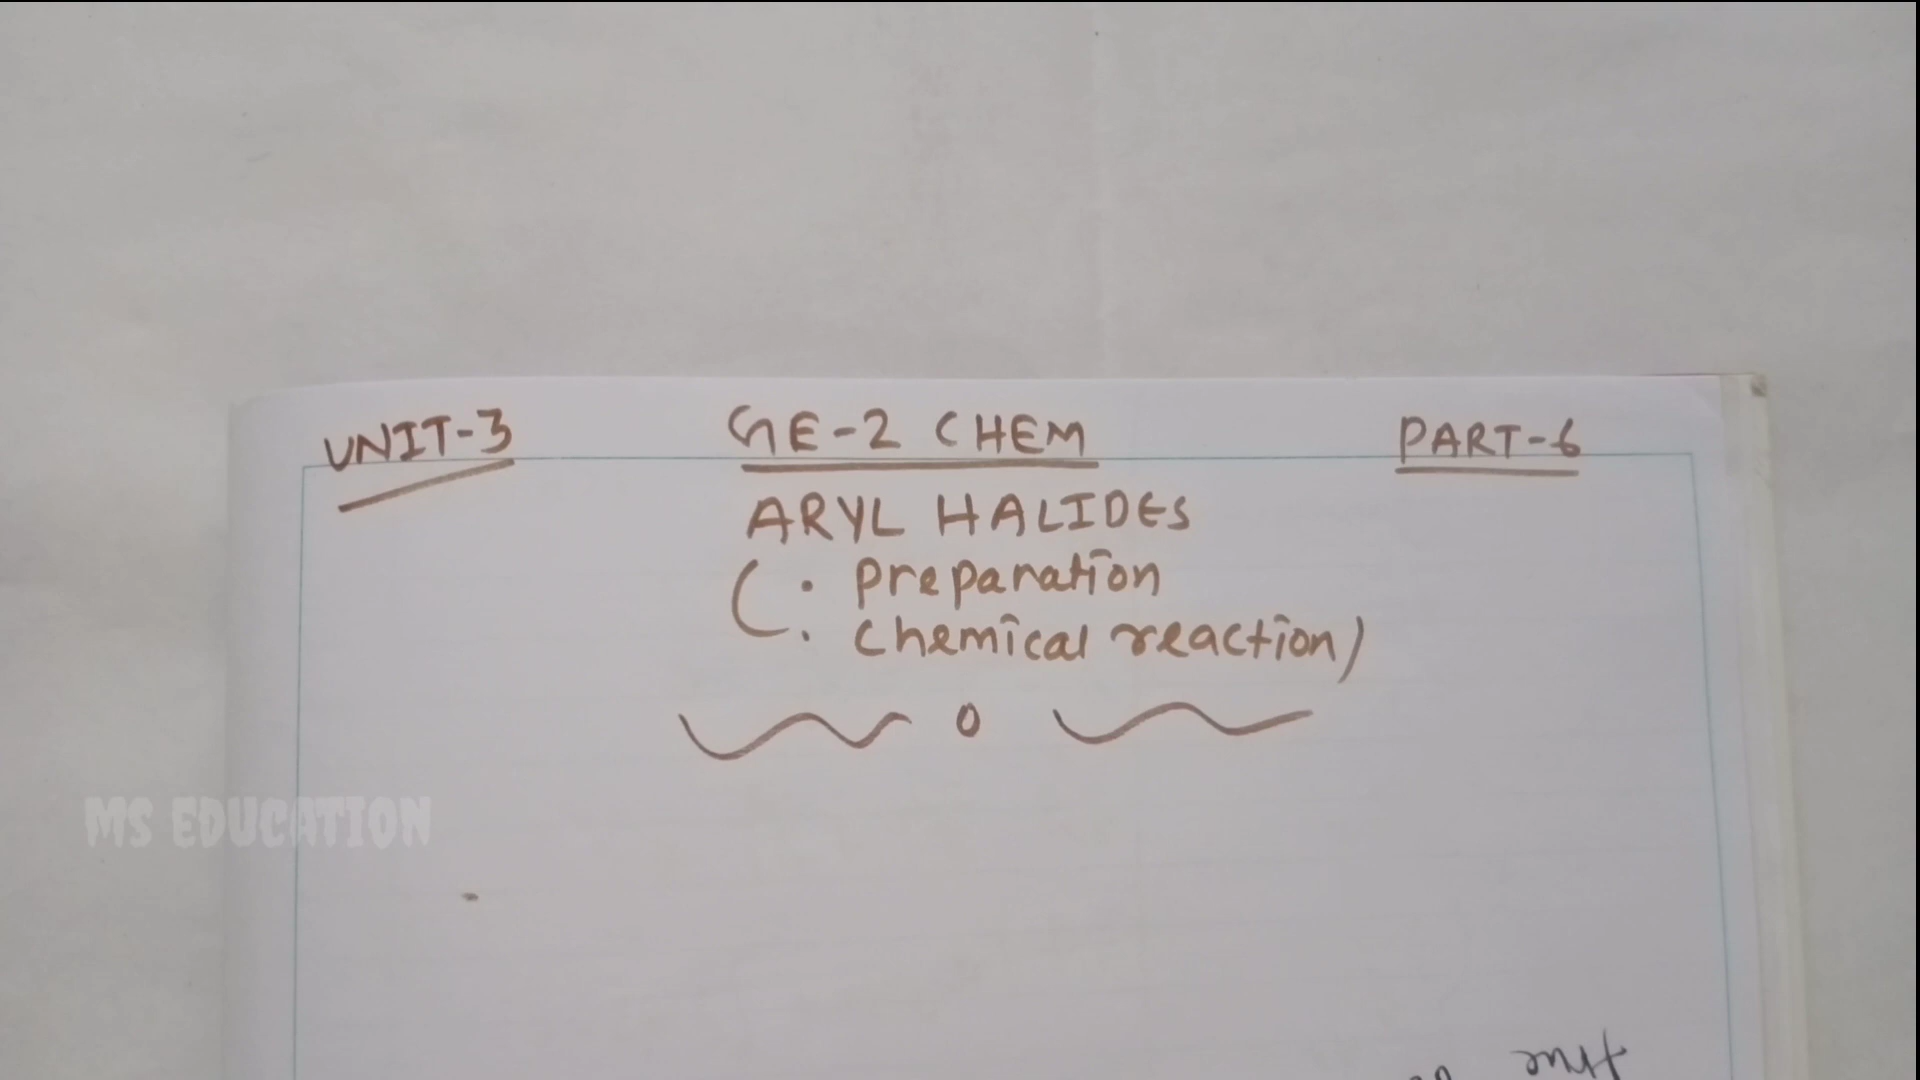 UNIT-3 GE-2 CHEM PART-6
ARYL HALIDES
(• Preparation
• Chemical reaction)
MS EDUCATION